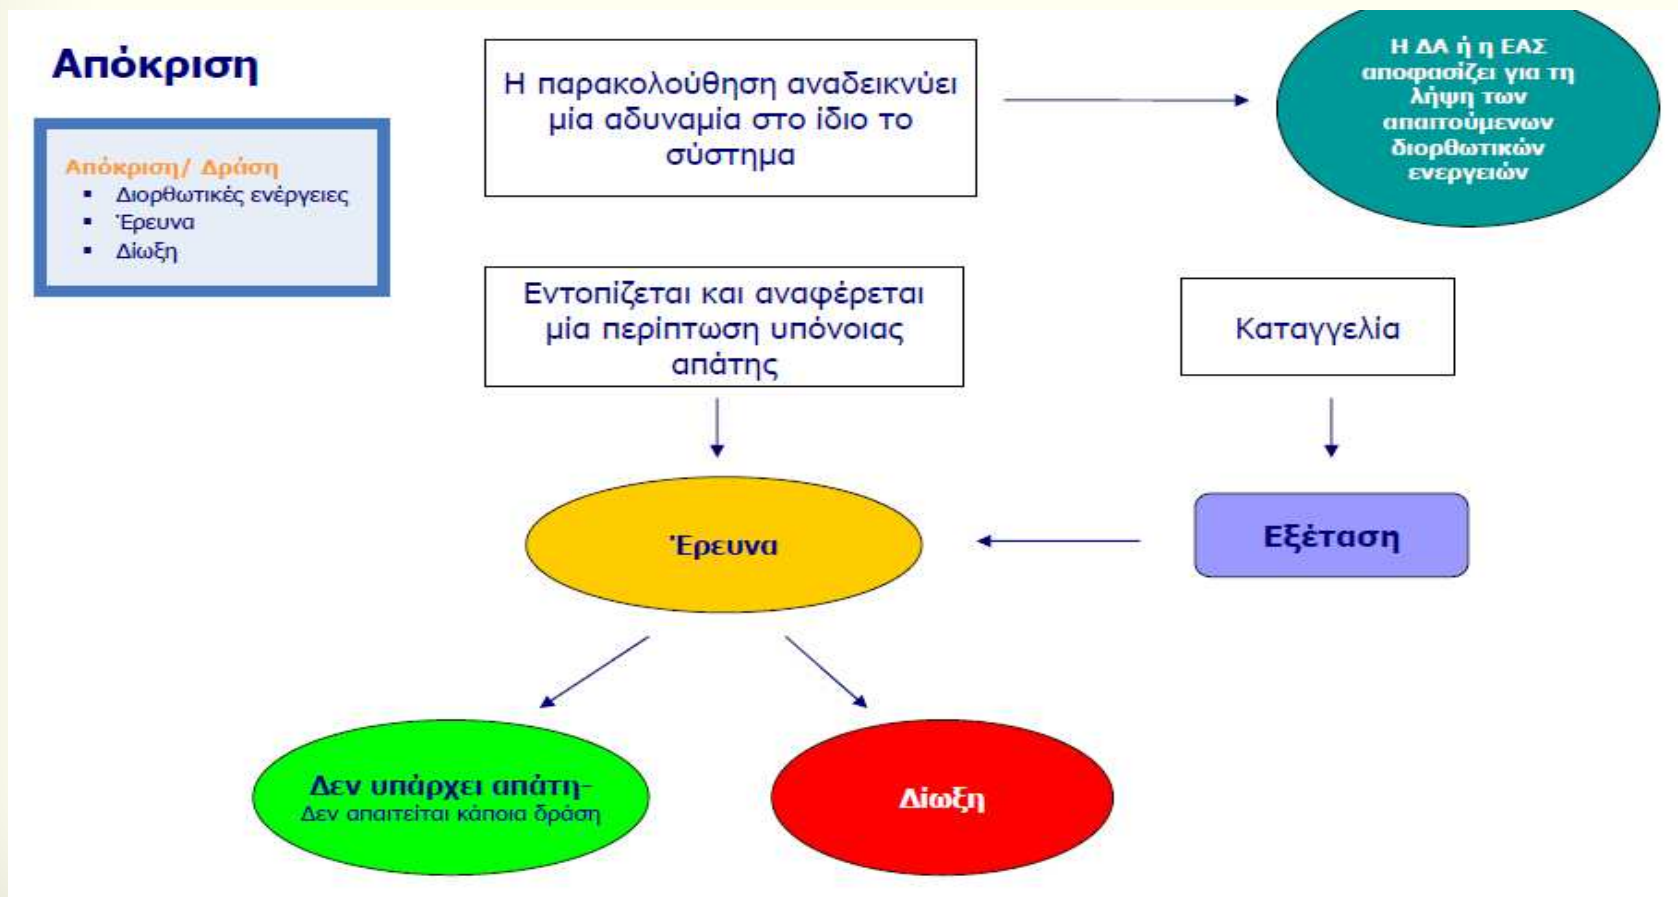 Απόκριση
Απόκριση/ Δράση
▪ Διορθωτικές ενέργειες
▪ Έρευνα
▪ Δίωξη
Η παρακολούθηση αναδεικνύει
μία αδυναμία στο ίδιο το
σύστημα
Η ΔΑ ή η ΕΑΣ
αποφασίζει για τη
λήψη των
απαιτούμενων
διορθωτικών
ενεργειών
Εντοπίζεται και αναφέρεται
μία περίπτωση υπόνοιας
απάτης
Καταγγελία
Έρευνα
Εξέταση
Δεν υπάρχει απάτη-
Δεν απαιτείται κάποια δράση
Δίωξη